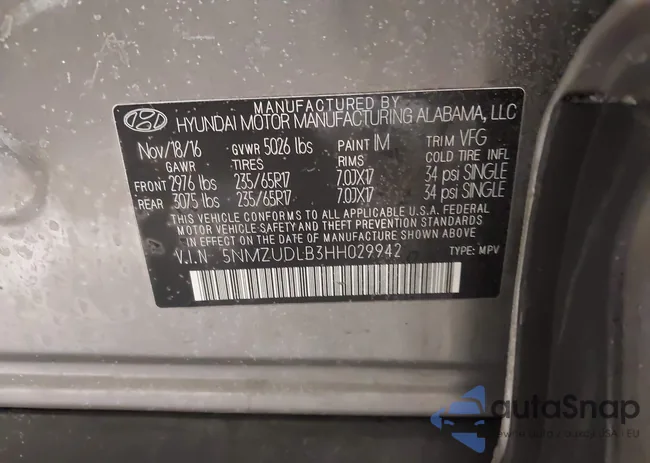 MANUFACTURED BY
HYUNDAI MOTOR MANUFACTURING ALABAMA, LLC
Nov/18/16 GVWR 5026 lbs PAINT IM TRIM VFG
GAWR TIRES RIMS COLD TIRE INFL
FRONT 2976 lbs 235/65R17 7.0JX17 34 psi SINGLE
REAR 3075 lbs 235/65R17 7.0JX17 34 psi SINGLE
THIS VEHICLE CONFORMS TO ALL APPLICABLE U.S.A. FEDERAL
MOTOR VEHICLE SAFETY AND THEFT PREVENTION STANDARDS
IN EFFECT ON THE DATE OF MANUFACTURE SHOWN ABOVE.
V.I.N 5NMZUDLB3HH029942 TYPE: MPV
autoSnap